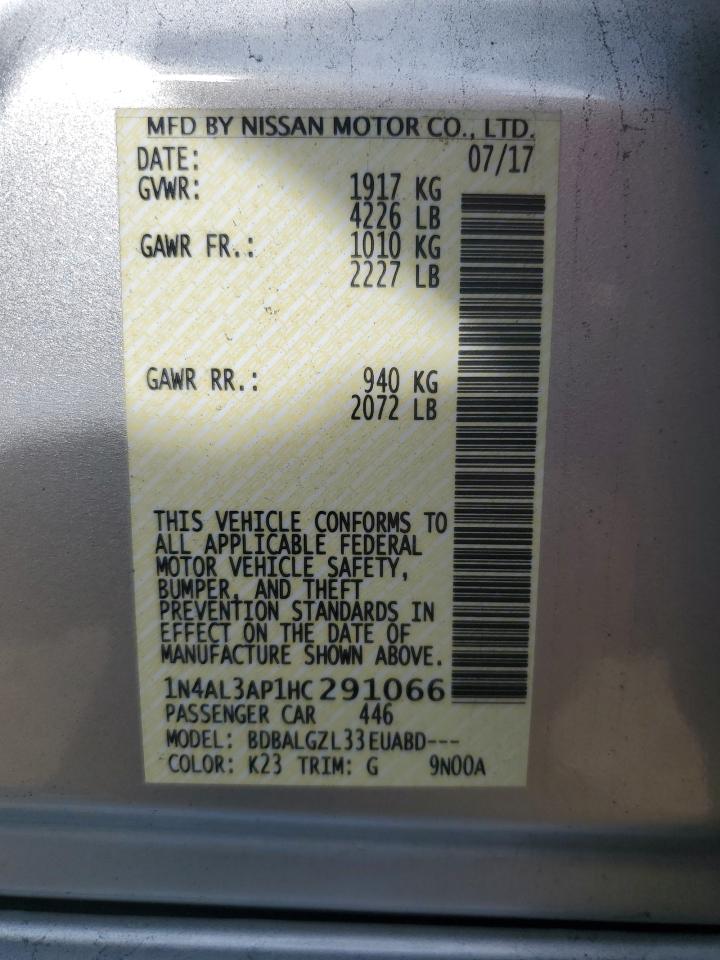 MFD BY NISSAN MOTOR CO., LTD.
DATE: 07/17
GVWR: 1917 KG
4226 LB
GAWR FR.: 1010 KG
2227 LB
GAWR RR.: 940 KG
2072 LB
THIS VEHICLE CONFORMS TO
ALL APPLICABLE FEDERAL
MOTOR VEHICLE SAFETY,
BUMPER, AND THEFT
PREVENTION STANDARDS IN
EFFECT ON THE DATE OF
MANUFACTURE SHOWN ABOVE.
1N4AL3AP1HC291066
PASSENGER CAR 446
MODEL: BDBALGZL33EUABD---
COLOR: K23 TRIM: G 9N00A